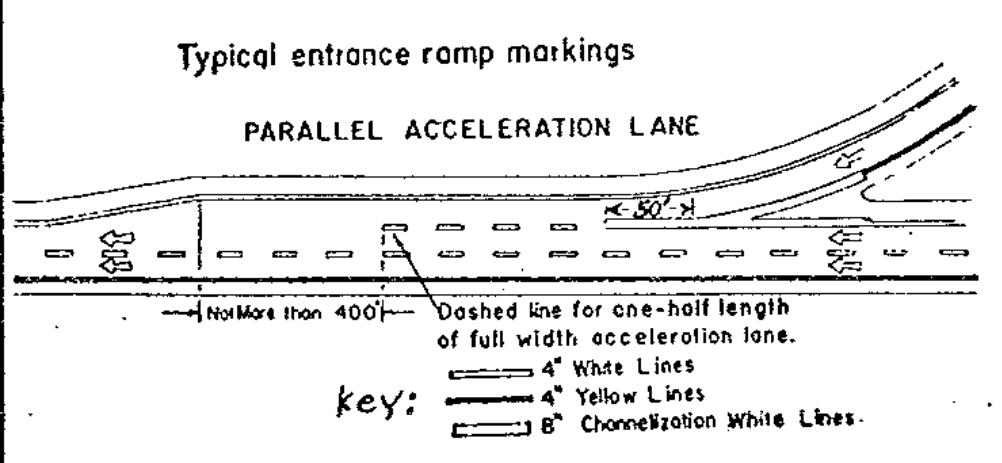 Typical entrance ramp markings
PARALLEL ACCELERATION LANE
50'
Not More than 400'
Dashed line for one-half length
of full width acceleration lane.
key:
4" White Lines
4" Yellow Lines
8" Channelization White Lines.